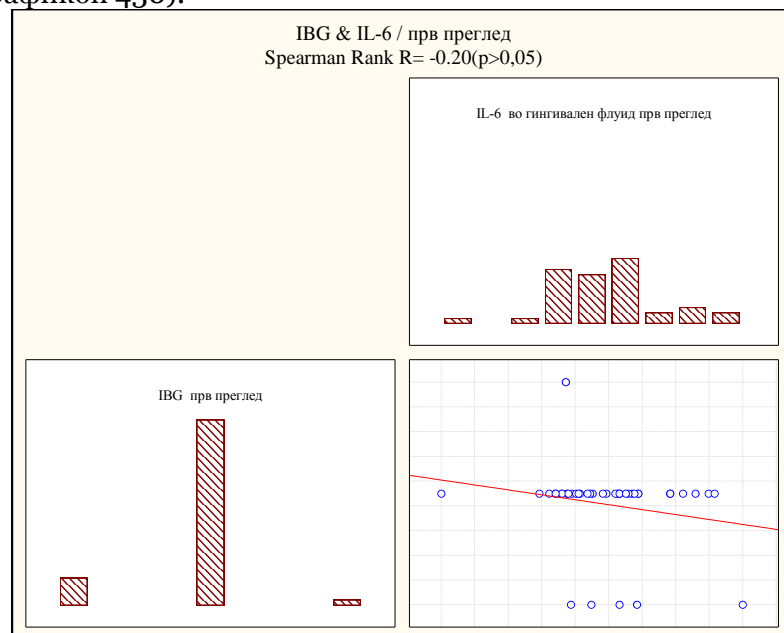 IBG & IL-6 / прв преглед
Spearman Rank R= -0.20(p>0,05)
IL-6 во гингивален флуид прв преглед
IBG прв преглед